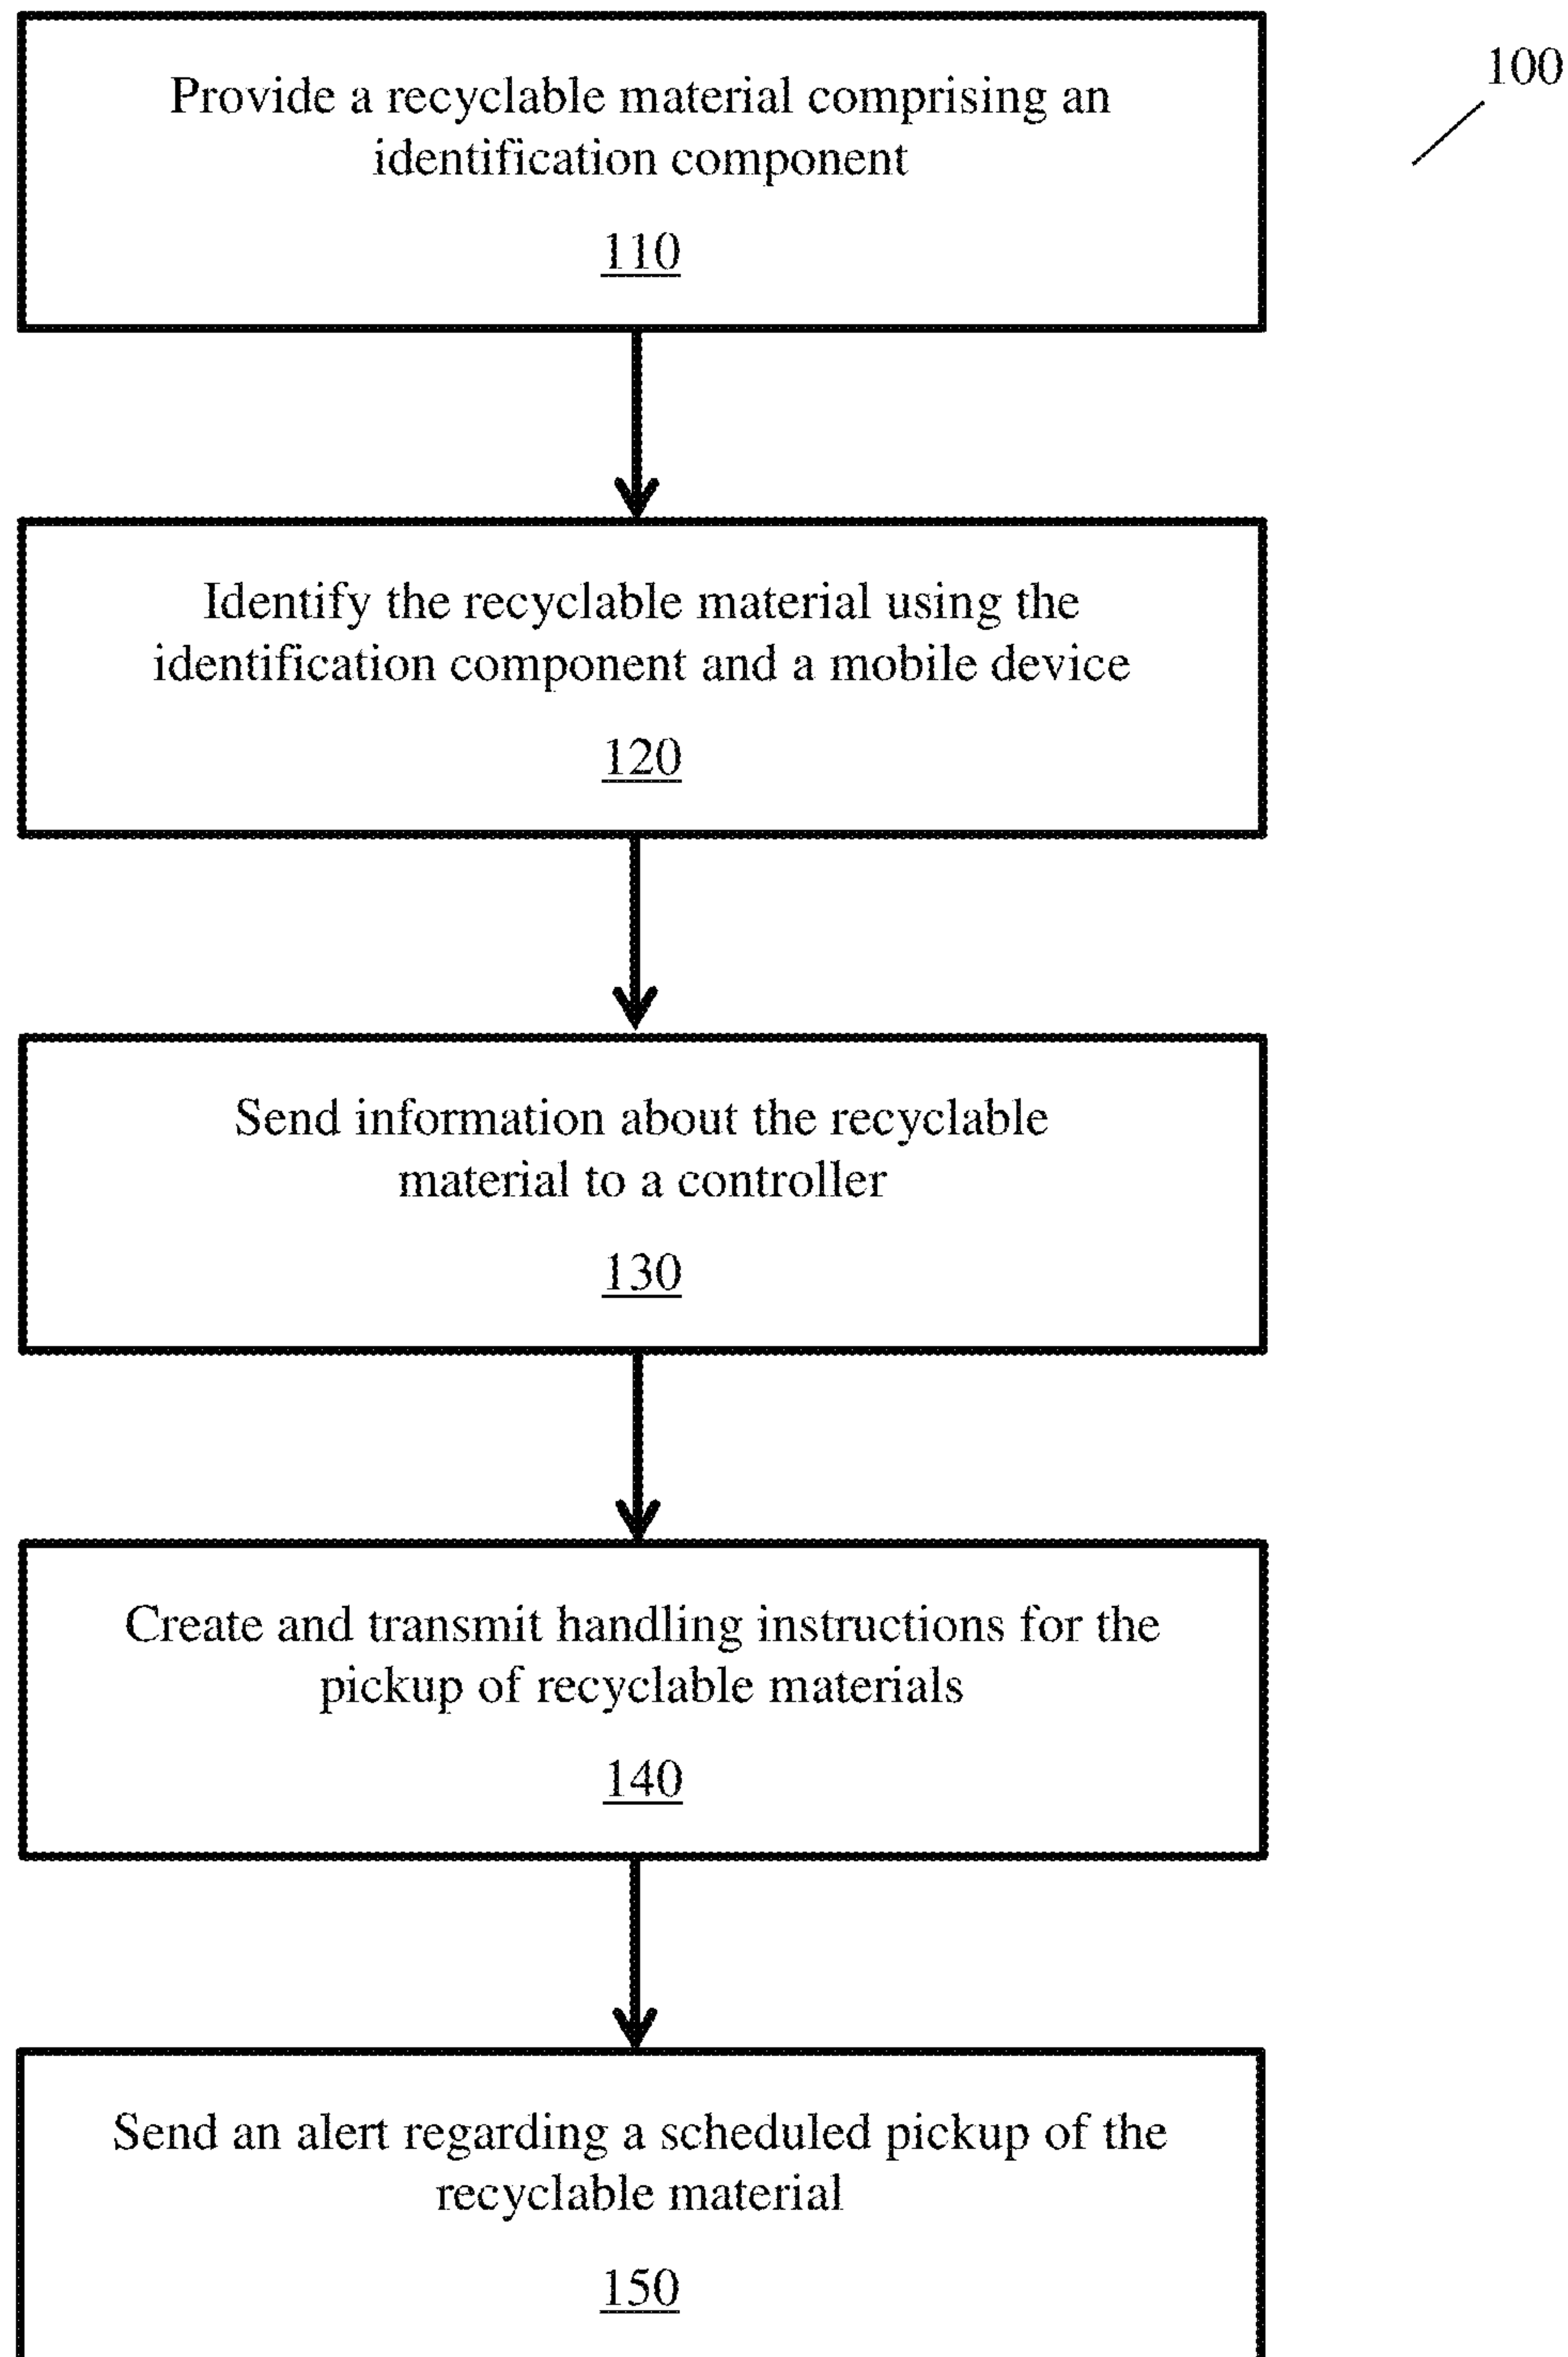 100
Provide a recyclable material comprising an
identification component
110
Identify the recyclable material using the
identification component and a mobile device
120
Send information about the recyclable
material to a controller
130
Create and transmit handling instructions for the
pickup of recyclable materials
140
Send an alert regarding a scheduled pickup of the
recyclable material
150